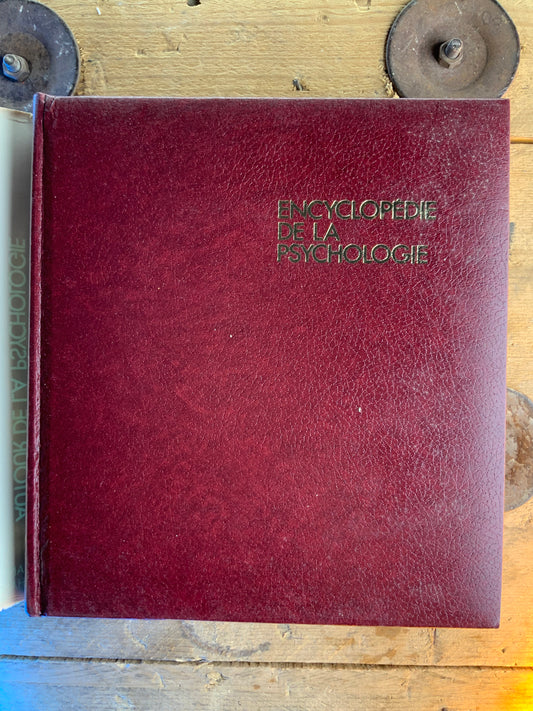 ENCYCLOPÉDIE
DE LA
PSYCHOLOGIE
AUTOUR DE LA PSYCHOLOGIE